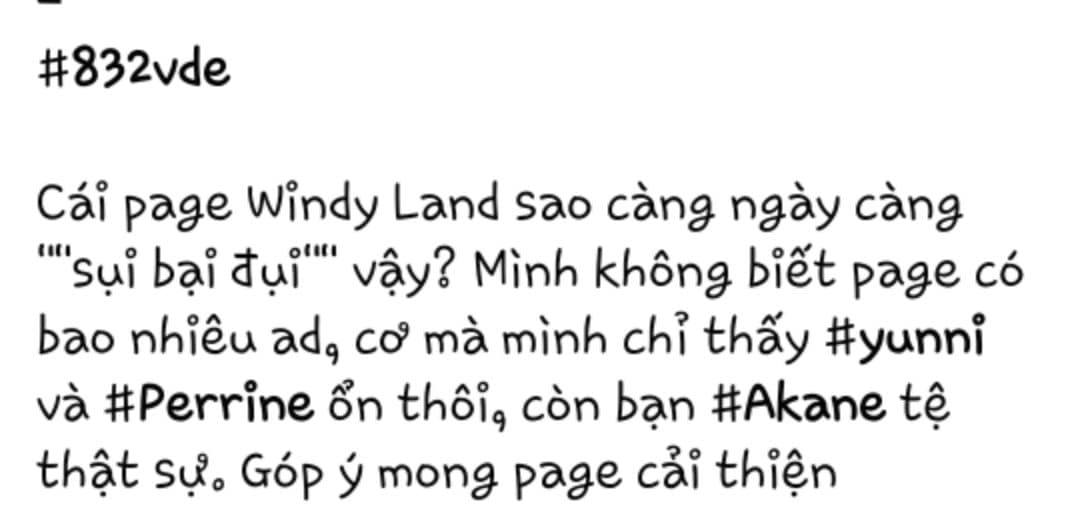 #832vde
Cái page Windy Land sao càng ngày càng
""sụi bại đụi"" vậy? Mình không biết page có
bao nhiêu ad, cơ mà mình chỉ thấy #yunni
và #Perrine ổn thôi, còn bạn #Akane tệ
thật sự. Góp ý mong page cải thiện